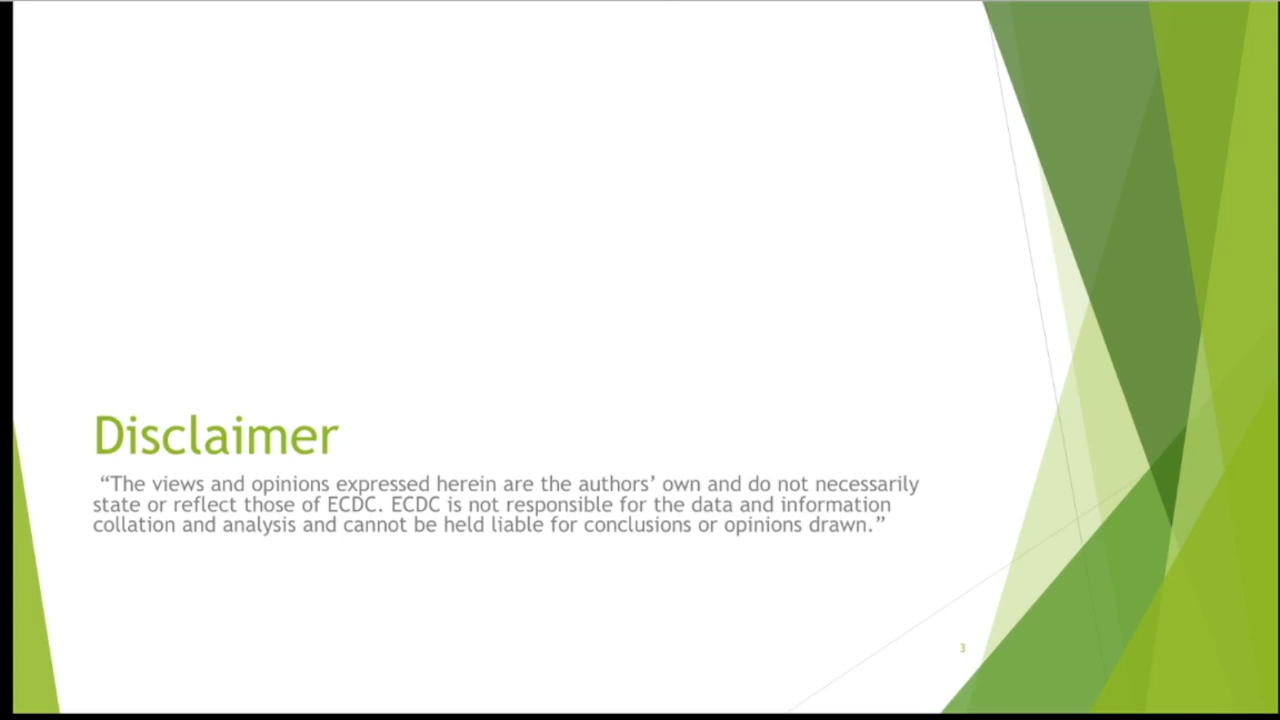 Disclaimer
“The views and opinions expressed herein are the authors’ own and do not necessarily
state or reflect those of ECDC. ECDC is not responsible for the data and information
collation and analysis and cannot be held liable for conclusions or opinions drawn.”
3